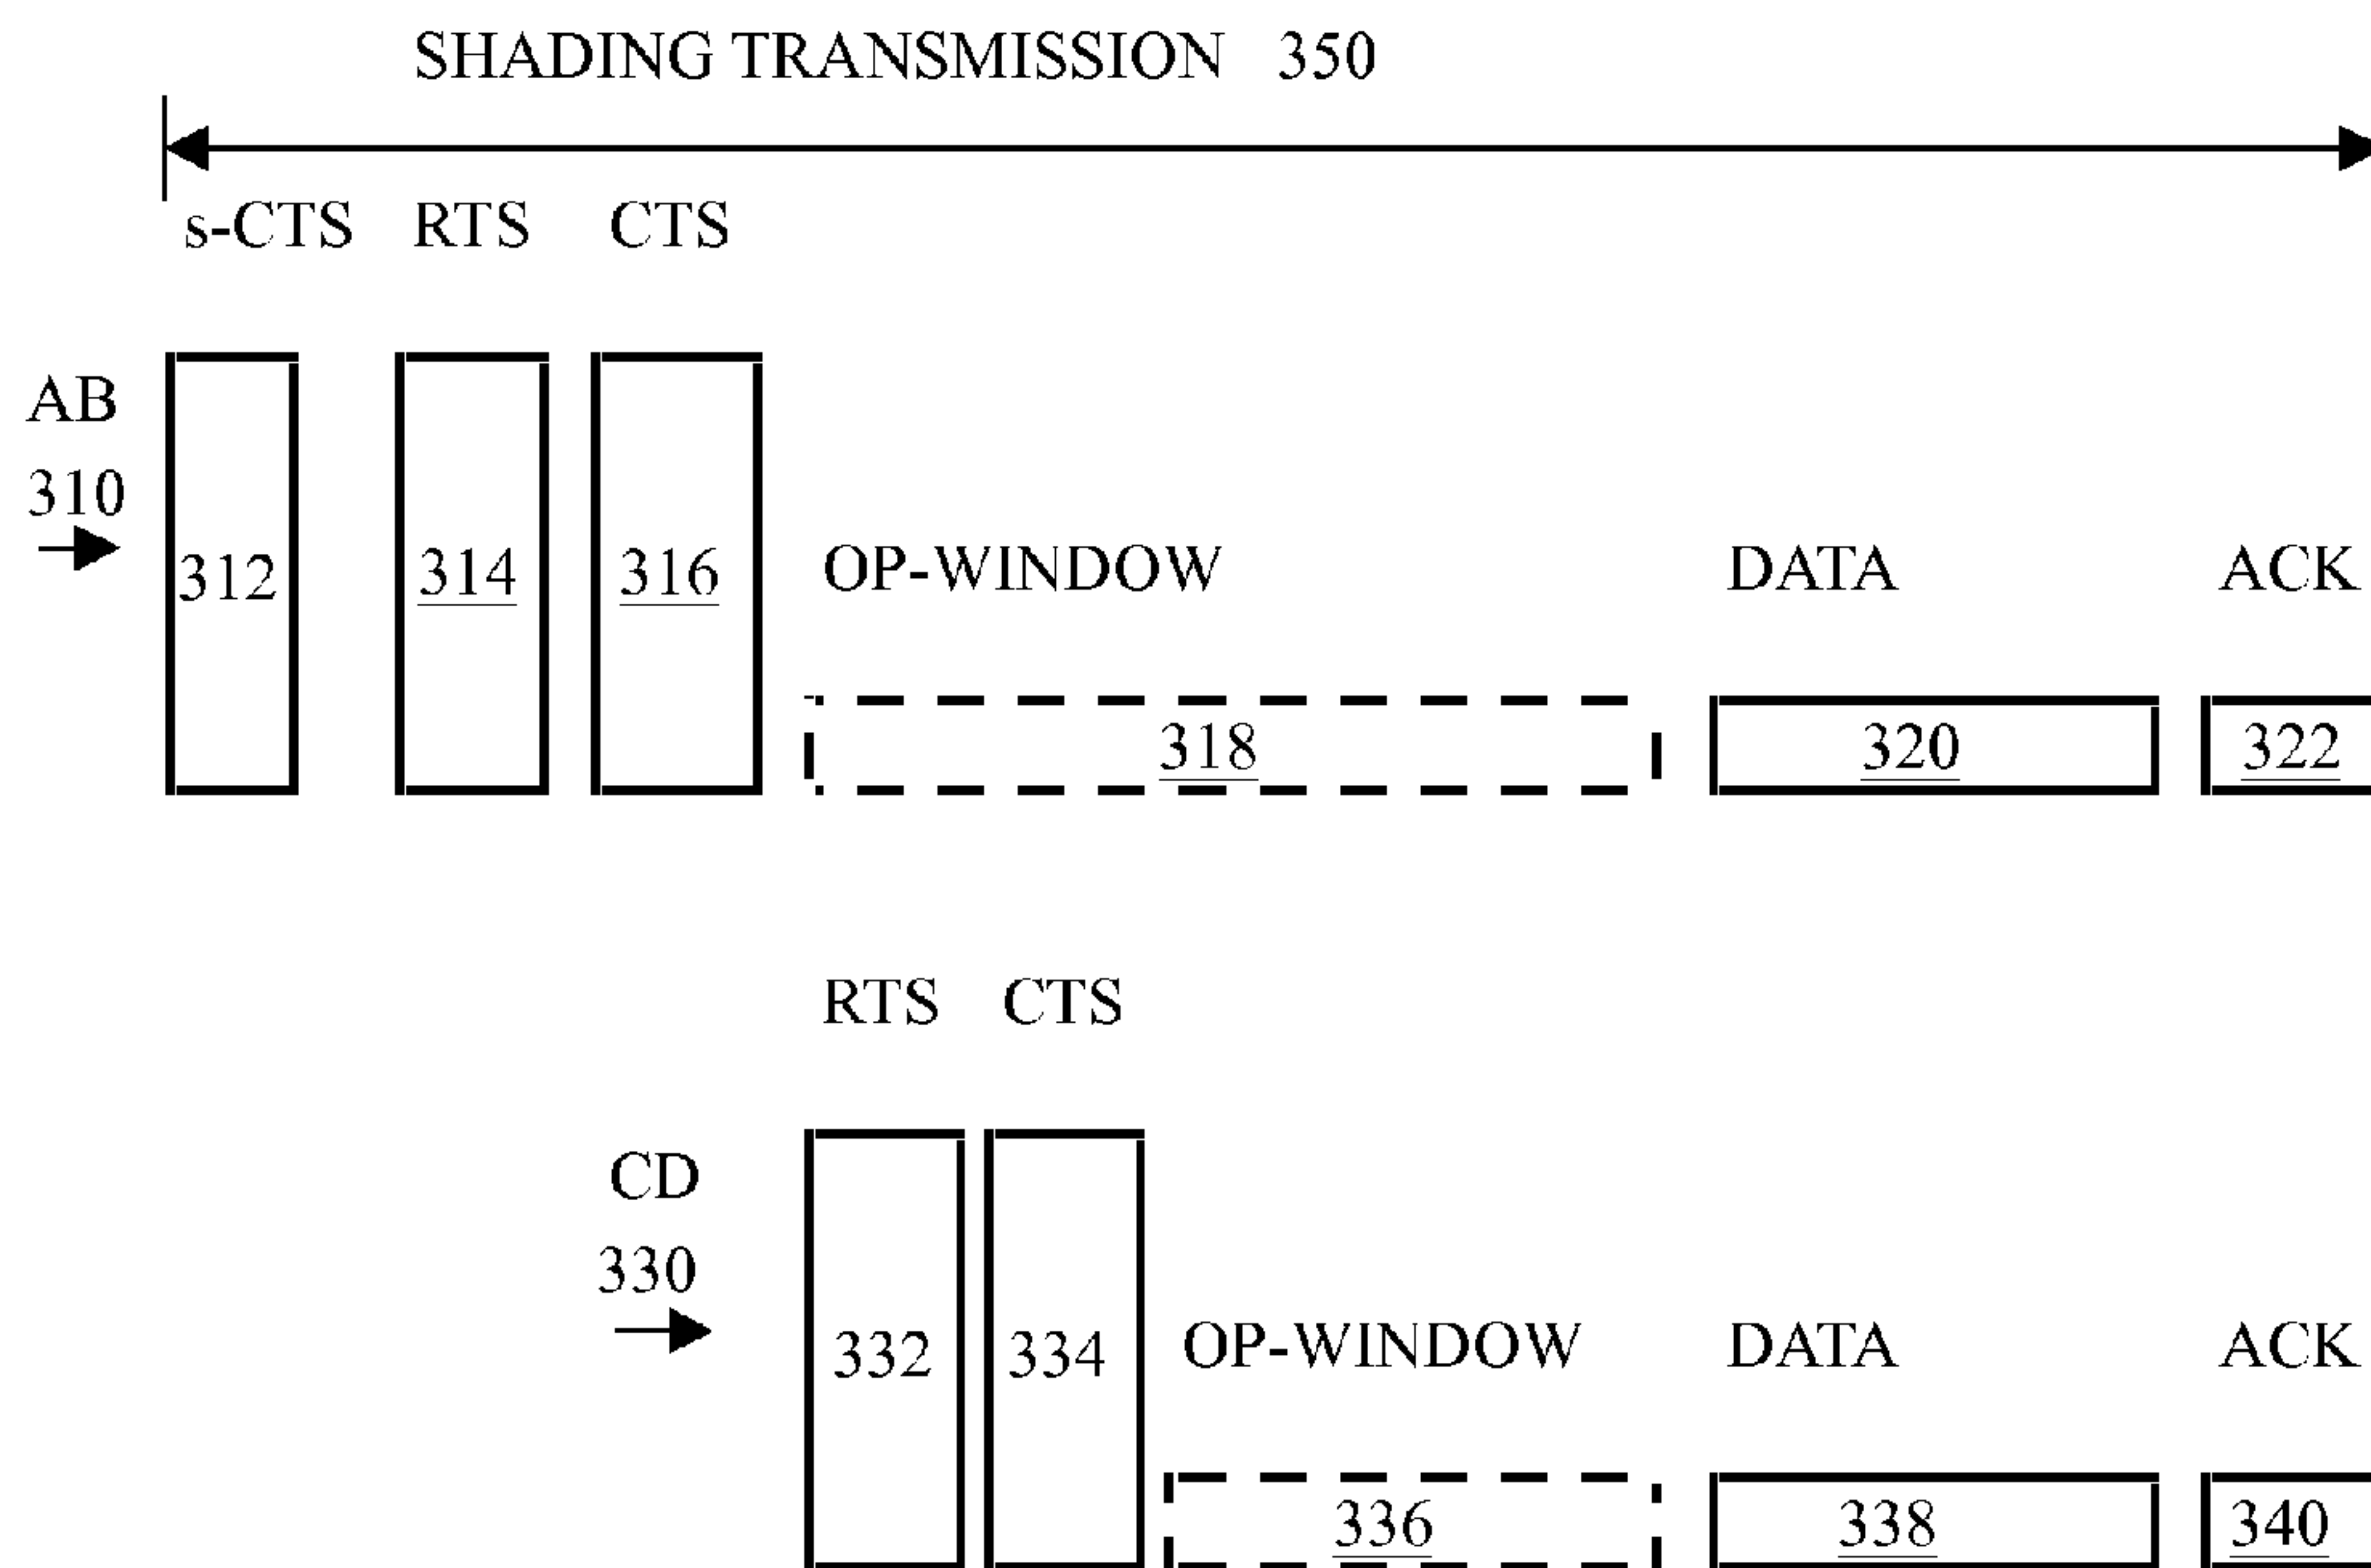 SHADING TRANSMISSION 350
s-CTS RTS CTS
AB
310
312 314 316
OP-WINDOW DATA ACK
318 320 322
RTS CTS
CD
330
332 334
OP-WINDOW DATA ACK
336 338 340